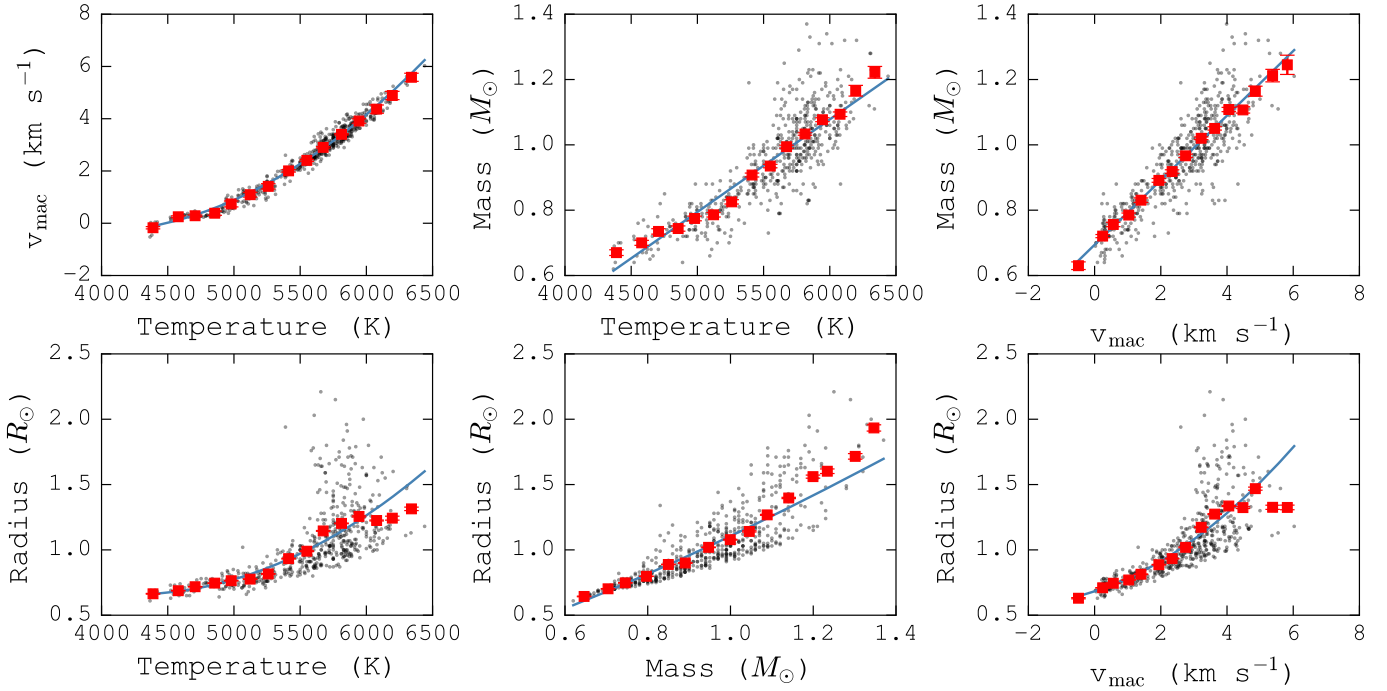 8
6
4
2
0
−2
v_mac (km s⁻¹)
4000 4500 5000 5500 6000 6500
Temperature (K)
1.4
1.2
1.0
0.8
0.6
Mass (M⊙)
4000 4500 5000 5500 6000 6500
Temperature (K)
1.4
1.2
1.0
0.8
0.6
Mass (M⊙)
−2 0 2 4 6 8
v_mac (km s⁻¹)
2.5
2.0
1.5
1.0
0.5
Radius (R⊙)
4000 4500 5000 5500 6000 6500
Temperature (K)
2.5
2.0
1.5
1.0
0.5
Radius (R⊙)
0.6 0.8 1.0 1.2 1.4
Mass (M⊙)
2.5
2.0
1.5
1.0
0.5
Radius (R⊙)
−2 0 2 4 6 8
v_mac (km s⁻¹)